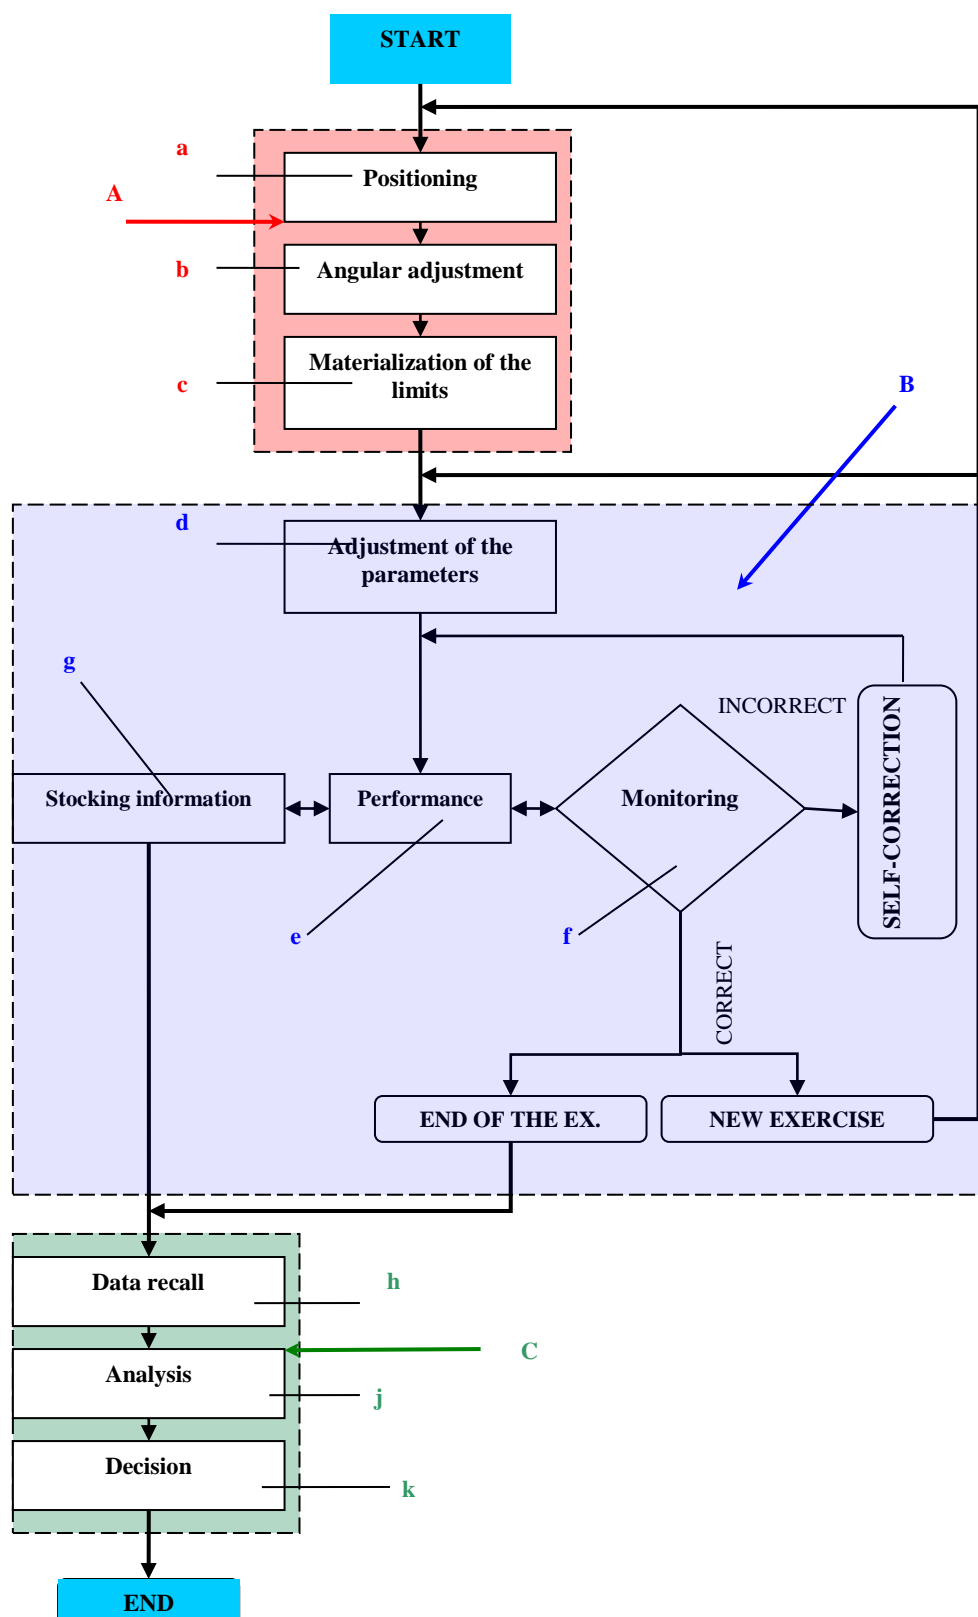 START
a
Positioning
A
b
Angular adjustment
Materialization of the
limits
c
B
d
Adjustment of the
parameters
g
INCORRECT
SELF-CORRECTION
Stocking information
Performance
Monitoring
e
f
CORRECT
END OF THE EX.
NEW EXERCISE
Data recall
h
C
Analysis
j
Decision
k
END